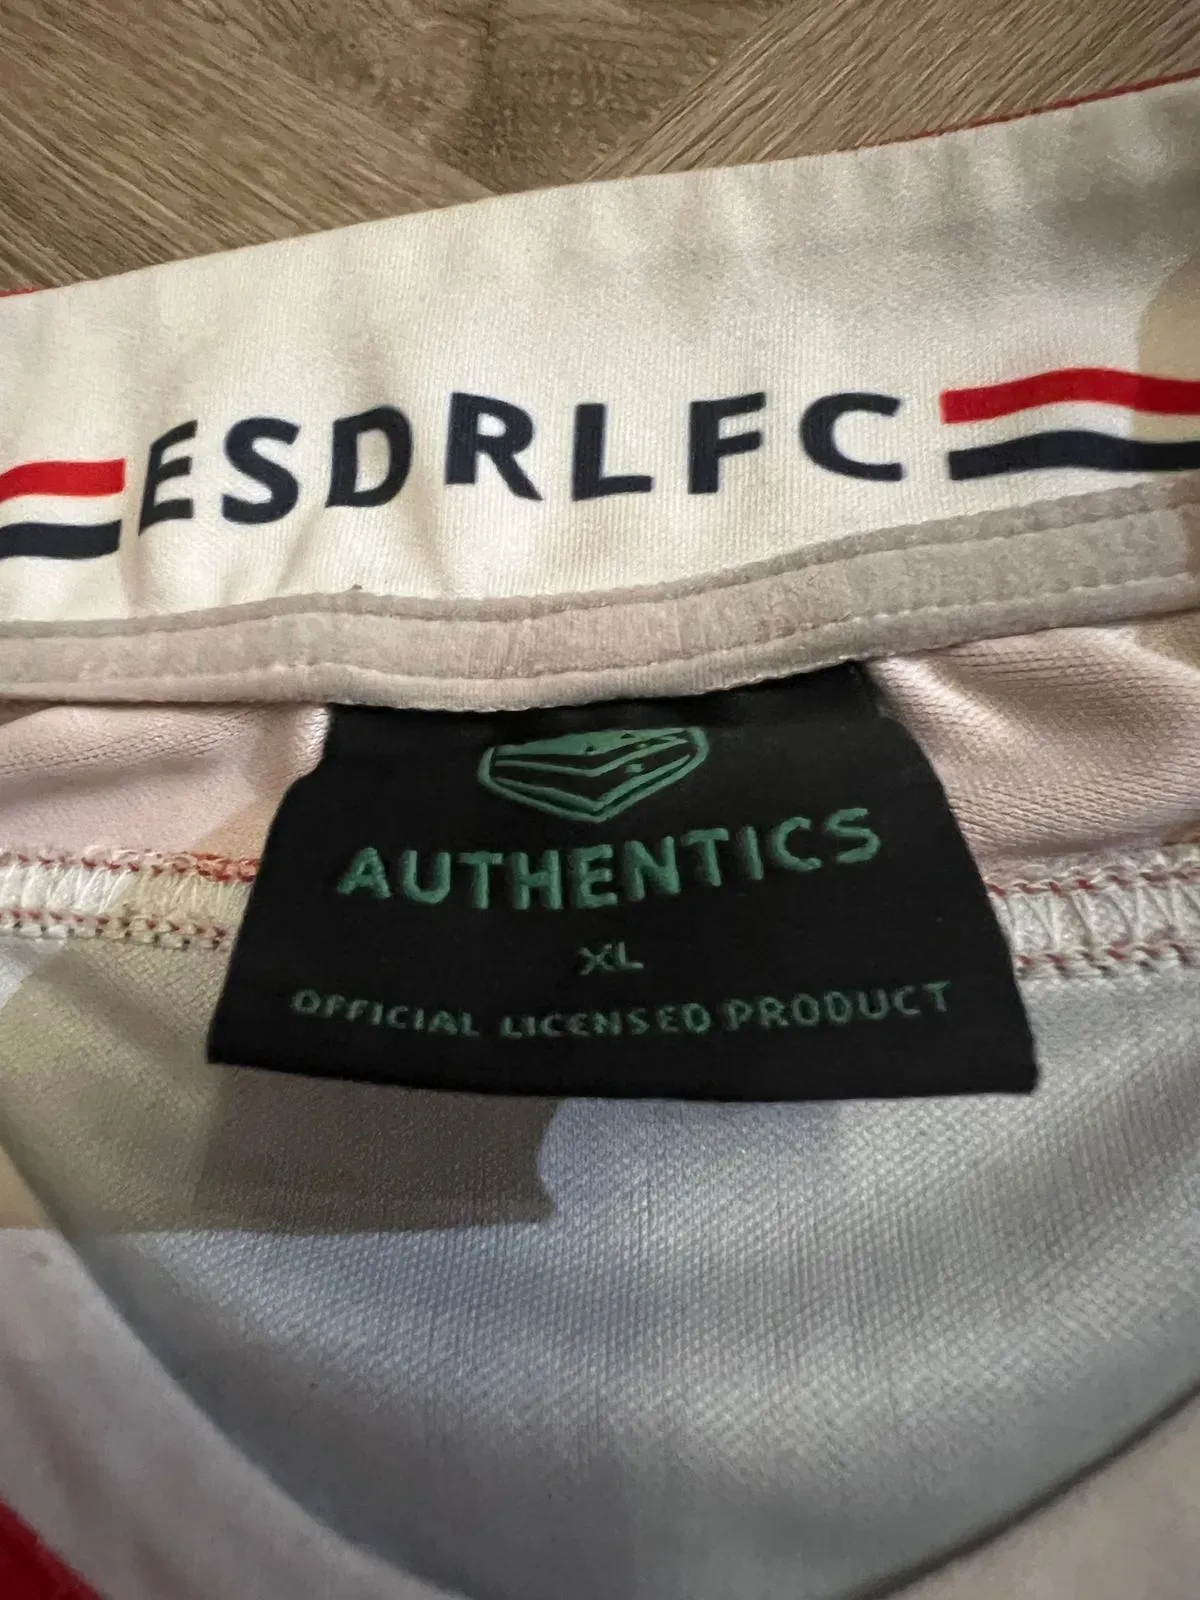 ESDRLFC
AUTHENTICS
XL
OFFICIAL LICENSED PRODUCT